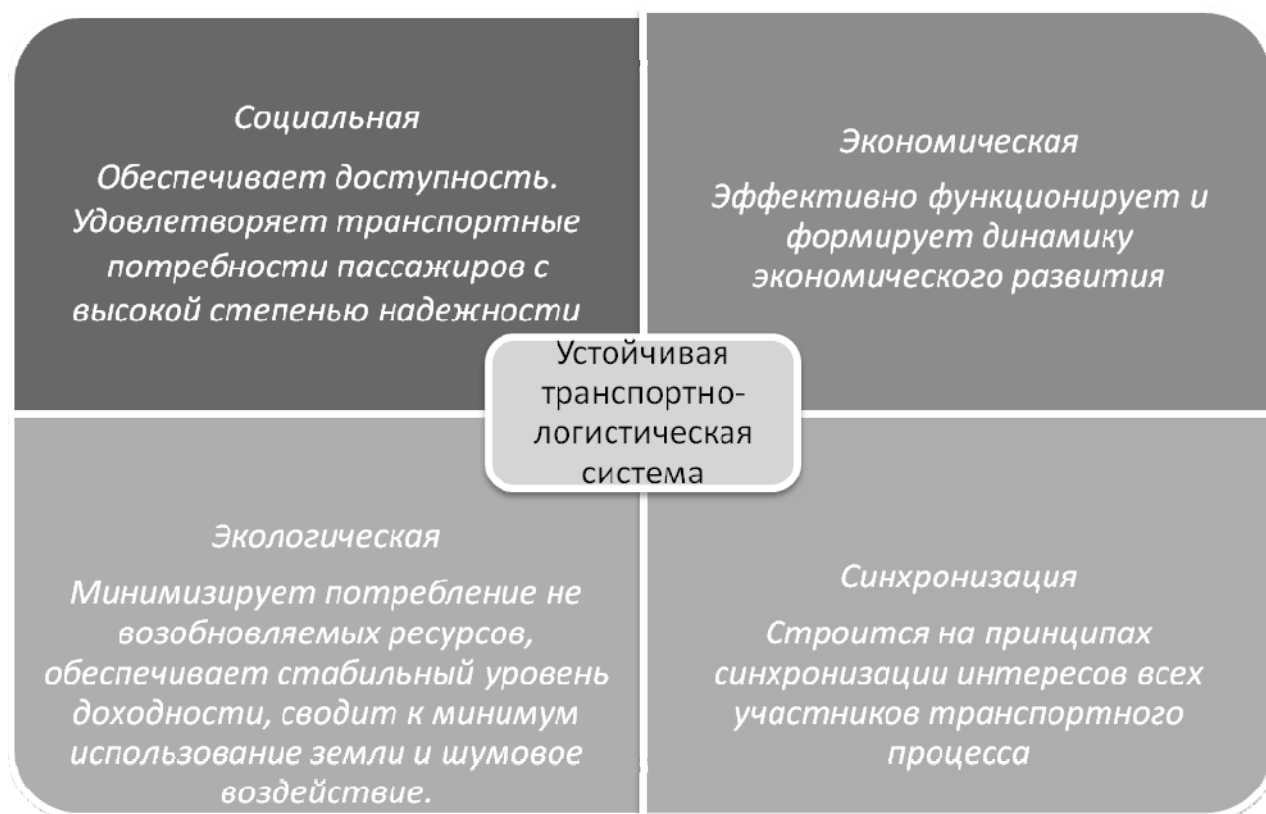 Социальная
Обеспечивает доступность.
Удовлетворяет транспортные
потребности пассажиров с
высокой степенью надежности
Экономическая
Эффективно функционирует и
формирует динамику
экономического развития
Устойчивая
транспортно-
логистическая
система
Экологическая
Минимизирует потребление не
возобновляемых ресурсов,
обеспечивает стабильный уровень
доходности, сводит к минимум
использование земли и шумовое
воздействие.
Синхронизация
Строится на принципах
синхронизации интересов всех
участников транспортного
процесса